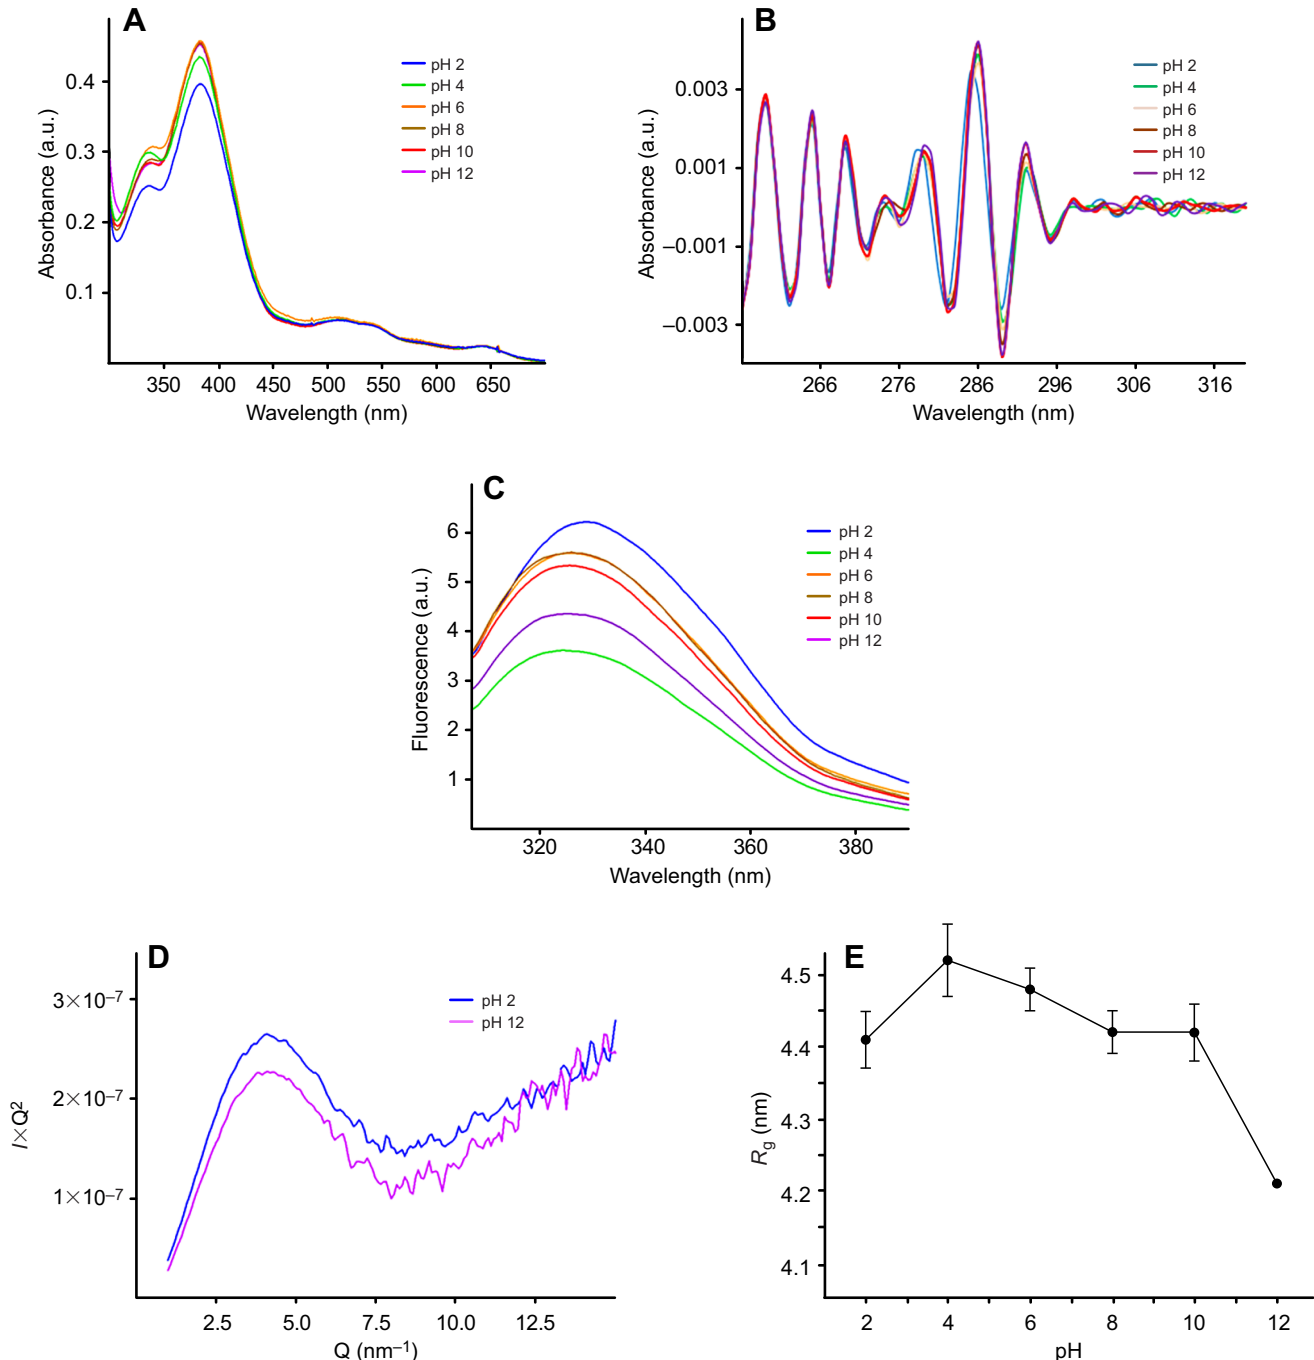 A
Absorbance (a.u.)
0.4
0.3
0.2
0.1
350 400 450 500 550 600 650
Wavelength (nm)
pH 2
pH 4
pH 6
pH 8
pH 10
pH 12
B
Absorbance (a.u.)
0.003
0.001
–0.001
–0.003
266 276 286 296 306 316
Wavelength (nm)
pH 2
pH 4
pH 6
pH 8
pH 10
pH 12
C
Fluorescence (a.u.)
6
5
4
3
2
1
320 340 360 380
Wavelength (nm)
pH 2
pH 4
pH 6
pH 8
pH 10
pH 12
D
I×Q²
3×10⁻⁷
2×10⁻⁷
1×10⁻⁷
2.5 5.0 7.5 10.0 12.5
Q (nm⁻¹)
pH 2
pH 12
E
Rg (nm)
4.5
4.4
4.3
4.2
4.1
2 4 6 8 10 12
pH